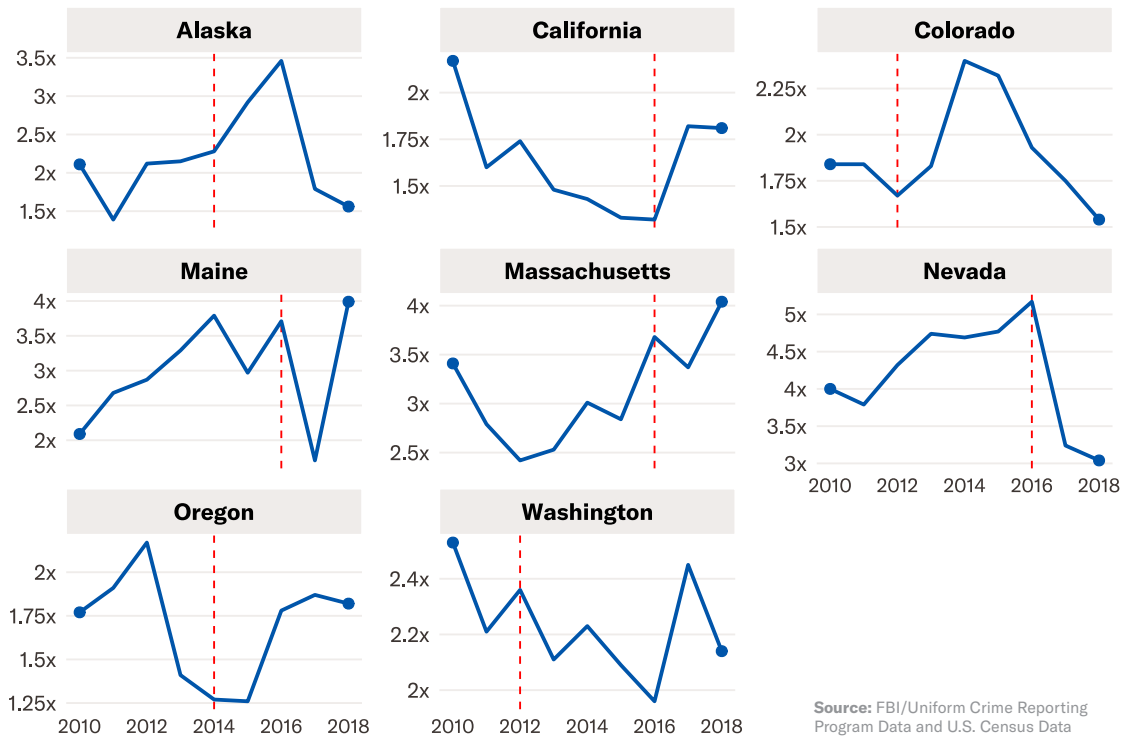 Alaska
3.5x
3x
2.5x
2x
1.5x
California
2x
1.75x
1.5x
Colorado
2.25x
2x
1.75x
1.5x
Maine
4x
3.5x
3x
2.5x
2x
Massachusetts
4x
3.5x
3x
2.5x
Nevada
5x
4.5x
4x
3.5x
3x
2010 2012 2014 2016 2018
Oregon
2x
1.75x
1.5x
1.25x
2010 2012 2014 2016 2018
Washington
2.4x
2.2x
2x
2010 2012 2014 2016 2018
Source: FBI/Uniform Crime Reporting
Program Data and U.S. Census Data